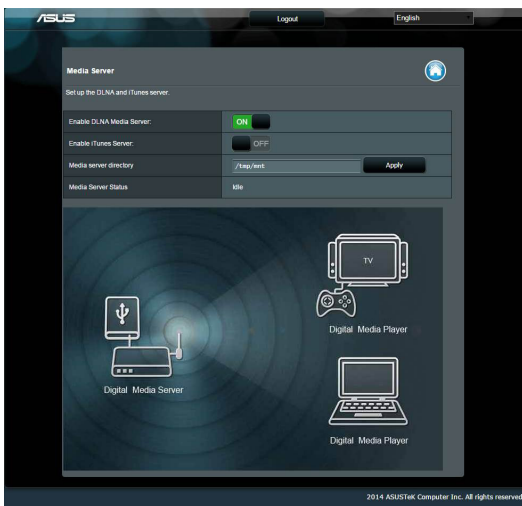 ASUS
Logout
English
Media Server
Set up the DLNA and iTunes server.
Enable DLNA Media Server:
ON
Enable iTunes Server:
OFF
Media server directory
/tmp/mnt
Apply
Media Server Status
Idle
TV
Digital Media Player
Digital Media Server
Digital Media Player
2014 ASUSTeK Computer Inc. All rights reserved